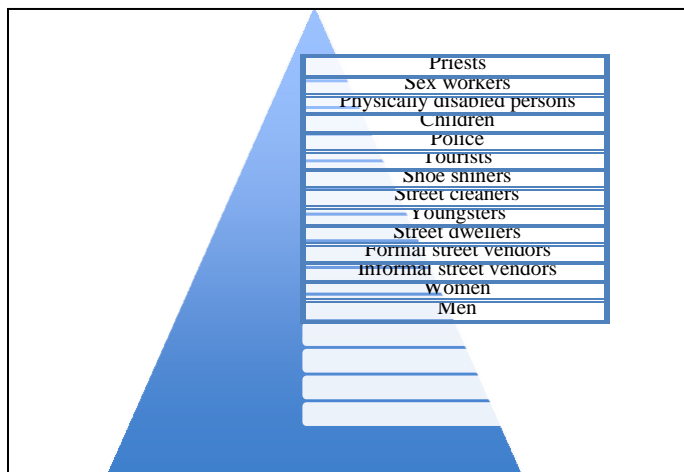 Priests
Sex workers
Physically disabled persons
Children
Police
Tourists
Shoe shiners
Street cleaners
Youngsters
Street dwellers
Formal street vendors
Informal street vendors
Women
Men